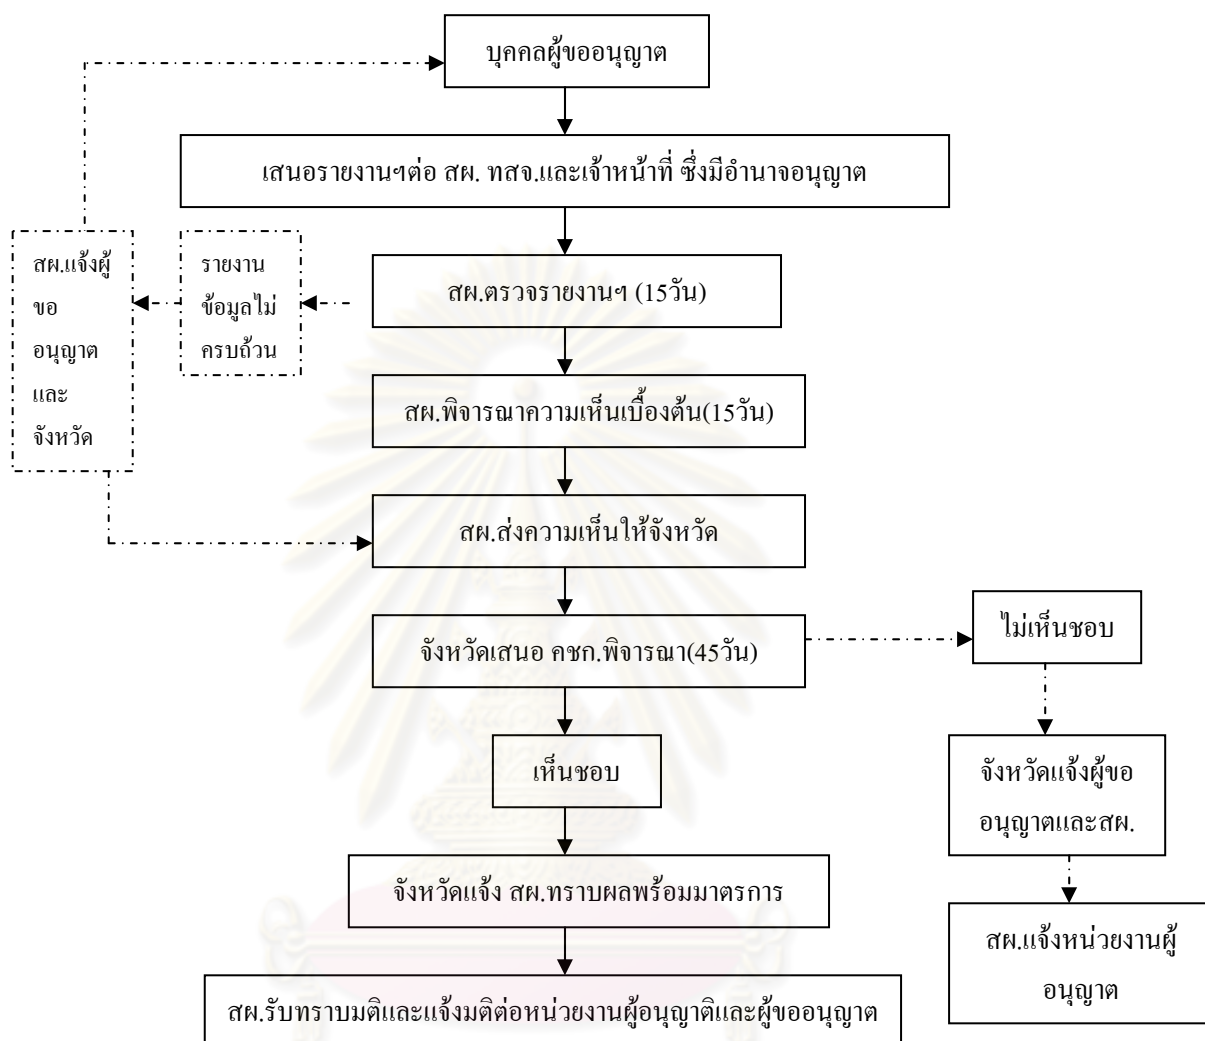 บุคคลผู้ขออนุญาต
เสนอรายงานฯต่อ สผ. ทสจ.และเจ้าหน้าที่ ซึ่งมีอำนาจอนุญาต
สผ.แจ้งผู้
ขอ
อนุญาต
และ
จังหวัด
รายงาน
ข้อมูลไม่
ครบถ้วน
สผ.ตรวจรายงานฯ (15วัน)
สผ.พิจารณาความเห็นเบื้องต้น(15วัน)
สผ.ส่งความเห็นให้จังหวัด
จังหวัดเสนอ คชก.พิจารณา(45วัน)
ไม่เห็นชอบ
เห็นชอบ
จังหวัดแจ้งผู้ขอ
อนุญาตและสผ.
จังหวัดแจ้ง สผ.ทราบผลพร้อมมาตรการ
สผ.แจ้งหน่วยงานผู้
อนุญาต
สผ.รับทราบมติและแจ้งมติต่อหน่วยงานผู้อนุญาติและผู้ขออนุญาต